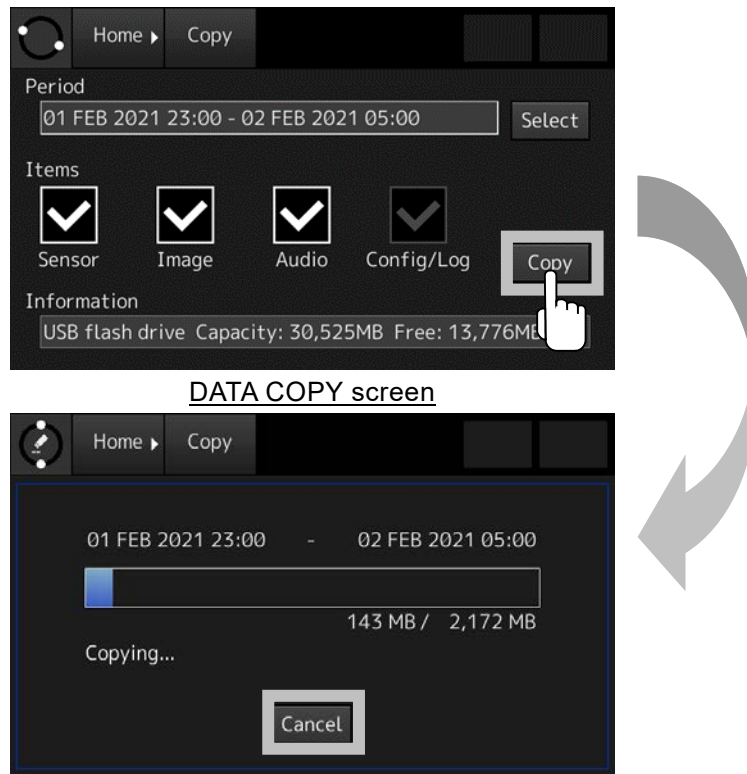 Home ▸ Copy
Period
01 FEB 2021 23:00 - 02 FEB 2021 05:00 Select
Items
Sensor Image Audio Config/Log Copy
Information
USB flash drive Capacity: 30,525MB Free: 13,776MB
DATA COPY screen
Home ▸ Copy
01 FEB 2021 23:00 - 02 FEB 2021 05:00
143 MB / 2,172 MB
Copying...
Cancel